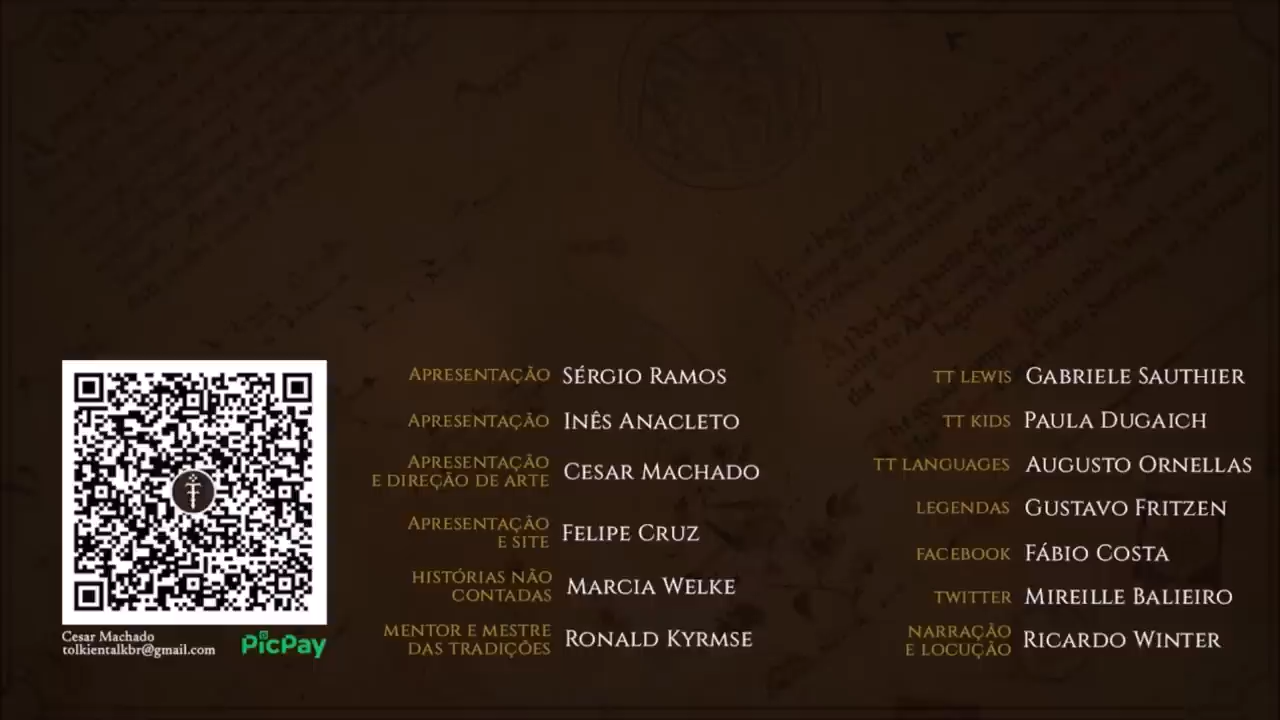 APRESENTAÇÃO SÉRGIO RAMOS
APRESENTAÇÃO INÊS ANACLETO
APRESENTAÇÃO
E DIREÇÃO DE ARTE CESAR MACHADO
APRESENTAÇÃO
E SITE FELIPE CRUZ
HISTÓRIAS NÃO
CONTADAS MARCIA WELKE
MENTOR E MESTRE
DAS TRADIÇÕES RONALD KYRMSE
TT LEWIS GABRIELE SAUTHIER
TT KIDS PAULA DUGAICH
TT LANGUAGES AUGUSTO ORNELLAS
LEGENDAS GUSTAVO FRITZEN
FACEBOOK FÁBIO COSTA
TWITTER MIREILLE BALIEIRO
NARRAÇÃO
E LOCUÇÃO RICARDO WINTER
Cesar Machado
tolkientalkbr@gmail.com
PicPay